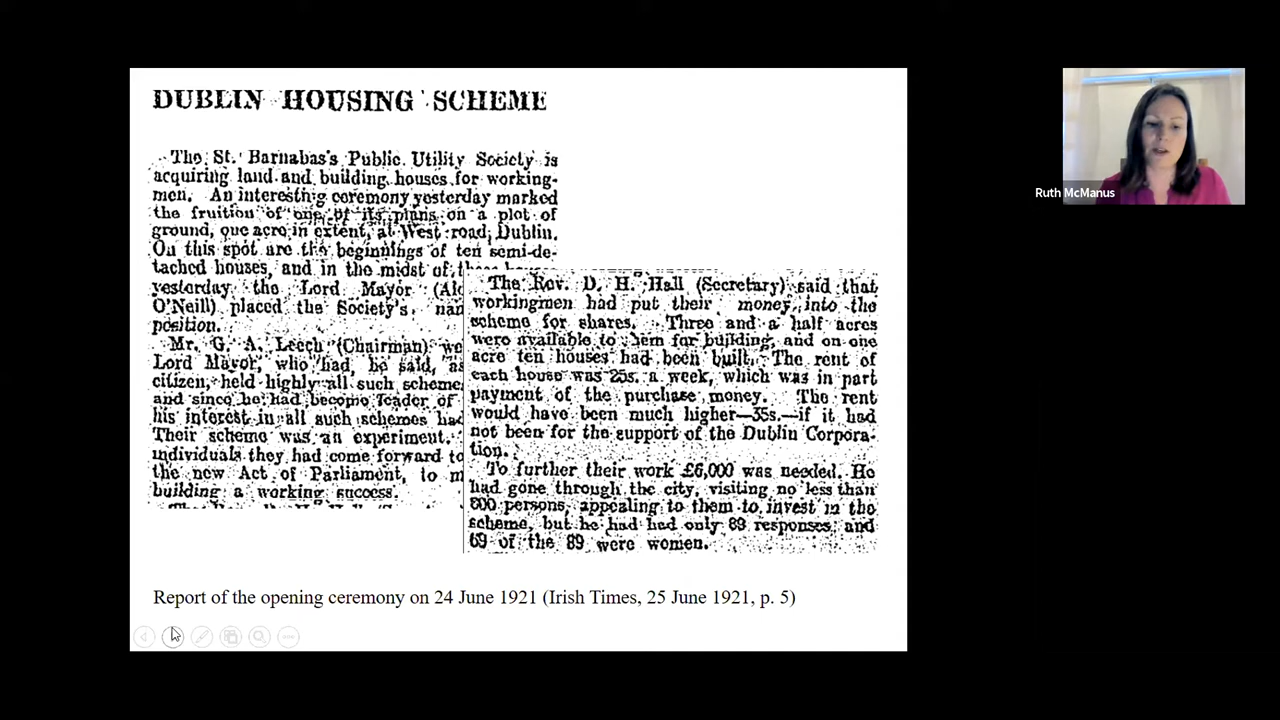 DUBLIN HOUSING SCHEME
The St. Barnabas's Public Utility Society is
acquiring land and building houses for working-
men. An interesting ceremony yesterday marked
the fruition of one of its plans on a plot of
ground, one acre in extent, at West road, Dublin.
On this spot are the beginnings of ten semi-de-
tached houses, and in the midst of
yesterday the Lord Mayor (Al
O'Neill) placed the Society's
position.
Mr. G. A. Leech (Chairman) we
Lord Mayor, who had, he said, as
citizen, held highly all such scheme
and since he had become leader of
his interest in all such schemes had
Their scheme was an experiment.
individuals they had come forward to
the new Act of Parliament, to m
building a working success.
The Rev. D. H. Hall (Secretary) said that
workingmen had put their money into the
scheme for shares. Three and a half acres
were available to them for building, and on one
acre ten houses had been built. The rent of
each house was 25s. a week, which was in part
payment of the purchase money. The rent
would have been much higher—35s.—if it had
not been for the support of the Dublin Corpora-
tion.
To further their work £6,000 was needed. He
had gone through the city, visiting no less than
800 persons, appealing to them to invest in the
scheme, but he had had only 89 responses, and
69 of the 89 were women.
Report of the opening ceremony on 24 June 1921 (Irish Times, 25 June 1921, p. 5)
Ruth McManus